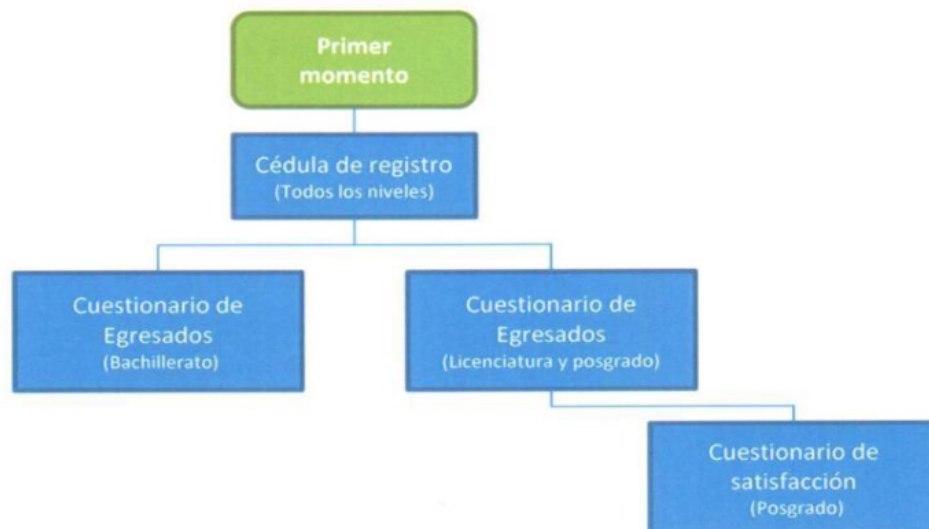 Primer
momento
Cédula de registro
(Todos los niveles)
Cuestionario de
Egresados
(Bachillerato)
Cuestionario de
Egresados
(Licenciatura y posgrado)
Cuestionario de
satisfacción
(Posgrado)